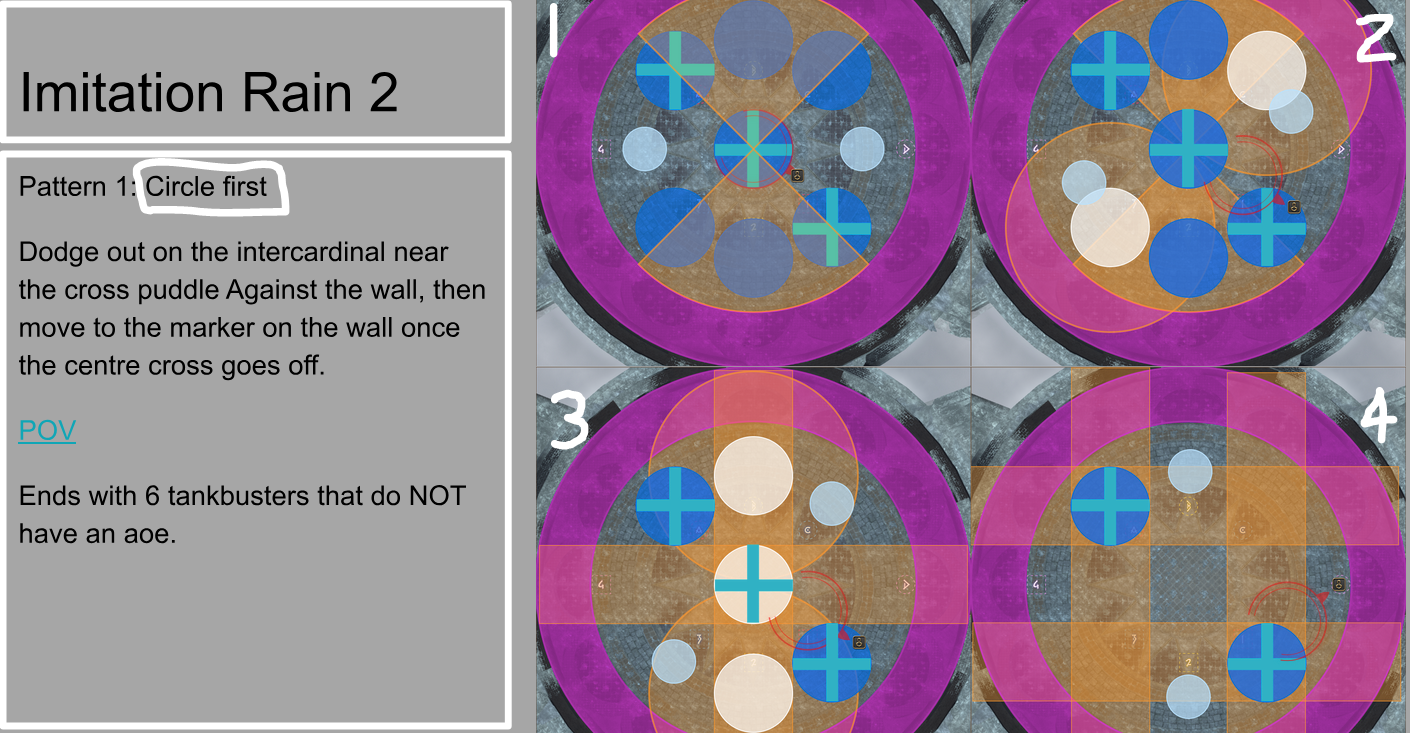 Imitation Rain 2
Pattern 1: Circle first
Dodge out on the intercardinal near
the cross puddle Against the wall, then
move to the marker on the wall once
the centre cross goes off.
POV
Ends with 6 tankbusters that do NOT
have an aoe.
1
2
3
4